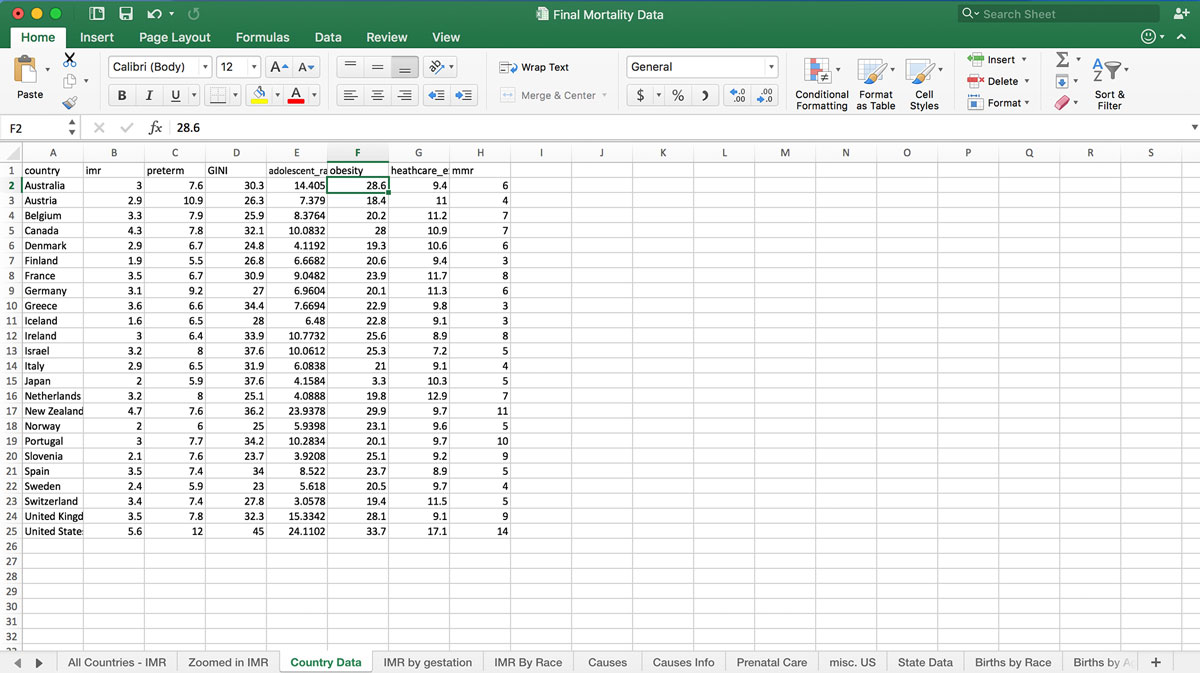 Final Mortality Data
Search Sheet
Home Insert Page Layout Formulas Data Review View
Calibri (Body) 12 A A Wrap Text General Insert Σ
Paste B I U A Merge & Center $ % Conditional Formatting Format as Table Cell Styles Delete Format Sort & Filter
F2 fx 28.6
A B C D E F G H I J K L M N O P Q R S
1 country imr preterm GINI adolescent_ra obesity heathcare_e mmr
2 Australia 3 7.6 30.3 14.405 28.6 9.4 6
3 Austria 2.9 10.9 26.3 7.379 18.4 11 4
4 Belgium 3.3 7.9 25.9 8.3764 20.2 11.2 7
5 Canada 4.3 7.8 32.1 10.0832 28 10.9 7
6 Denmark 2.9 6.7 24.8 4.1192 19.3 10.6 6
7 Finland 1.9 5.5 26.8 6.6682 20.6 9.4 3
8 France 3.5 6.7 30.9 9.0482 23.9 11.7 8
9 Germany 3.1 9.2 27 6.9604 20.1 11.3 6
10 Greece 3.6 6.6 34.4 7.6694 22.9 9.8 3
11 Iceland 1.6 6.5 28 6.48 22.8 9.1 3
12 Ireland 3 6.4 33.9 10.7732 25.6 8.9 8
13 Israel 3.2 8 37.6 10.0612 25.3 7.2 5
14 Italy 2.9 6.5 31.9 6.0838 21 9.1 4
15 Japan 2 5.9 37.6 4.1584 3.3 10.3 5
16 Netherlands 3.2 8 25.1 4.0888 19.8 12.9 7
17 New Zealand 4.7 7.6 36.2 23.9378 29.9 9.7 11
18 Norway 2 6 25 5.9398 23.1 9.6 5
19 Portugal 3 7.7 34.2 10.2834 20.1 9.7 10
20 Slovenia 2.1 7.6 23.7 3.9208 25.1 9.2 9
21 Spain 3.5 7.4 34 8.522 23.7 8.9 5
22 Sweden 2.4 5.9 23 5.618 20.5 9.7 4
23 Switzerland 3.4 7.4 27.8 3.0578 19.4 11.5 5
24 United Kingd 3.5 7.8 32.3 15.3342 28.1 9.1 9
25 United State 5.6 12 45 24.1102 33.7 17.1 14
26
27
28
29
30
31
32
All Countries - IMR Zoomed in IMR Country Data IMR by gestation IMR By Race Causes Causes Info Prenatal Care misc. US State Data Births by Race Births by A